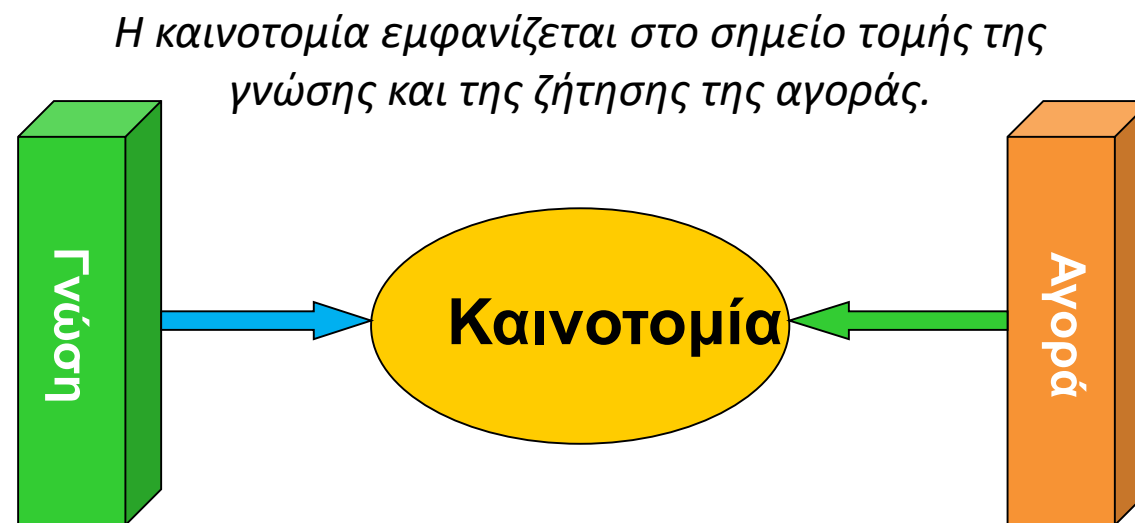 Η καινοτομία εμφανίζεται στο σημείο τομής της
γνώσης και της ζήτησης της αγοράς.
Γνώση
Καινοτομία
Αγορά